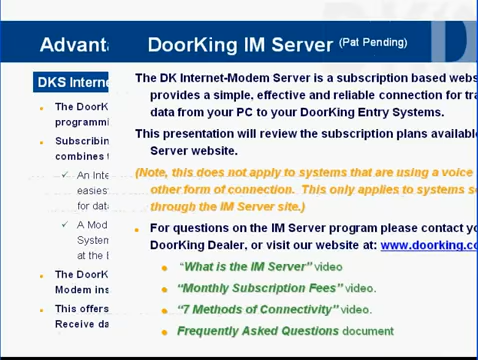 Advanta
DKS Interne
The DoorK
programmi
Subscribin
combines t
An Inte
easies
for data
A Mod
System
at the E
The DoorK
Modem ins
This offers
Receive da
DoorKing IM Server (Pat Pending)
The DK Internet-Modem Server is a subscription based webs
provides a simple, effective and reliable connection for tra
data from your PC to your DoorKing Entry Systems.
This presentation will review the subscription plans availabl
Server website.
(Note, this does not apply to systems that are using a voice
other form of connection. This only applies to systems s
through the IM Server site.)
For questions on the IM Server program please contact yo
DoorKing Dealer, or visit our website at: www.doorking.co
"What is the IM Server" video
"Monthly Subscription Fees" video.
"7 Methods of Connectivity" video.
Frequently Asked Questions document